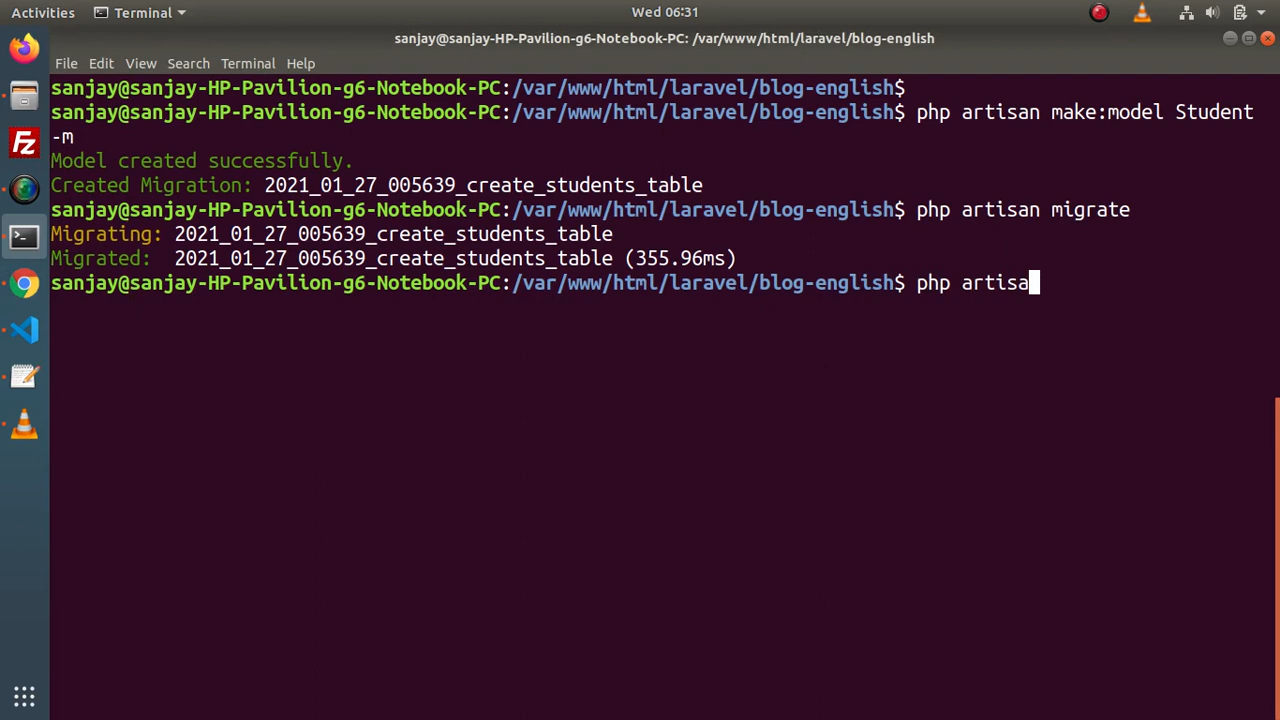 Activities Terminal Wed 06:31
sanjay@sanjay-HP-Pavilion-g6-Notebook-PC: /var/www/html/laravel/blog-english
File Edit View Search Terminal Help
sanjay@sanjay-HP-Pavilion-g6-Notebook-PC:/var/www/html/laravel/blog-english$
sanjay@sanjay-HP-Pavilion-g6-Notebook-PC:/var/www/html/laravel/blog-english$ php artisan make:model Student
-m
Model created successfully.
Created Migration: 2021_01_27_005639_create_students_table
sanjay@sanjay-HP-Pavilion-g6-Notebook-PC:/var/www/html/laravel/blog-english$ php artisan migrate
Migrating: 2021_01_27_005639_create_students_table
Migrated:  2021_01_27_005639_create_students_table (355.96ms)
sanjay@sanjay-HP-Pavilion-g6-Notebook-PC:/var/www/html/laravel/blog-english$ php artisa